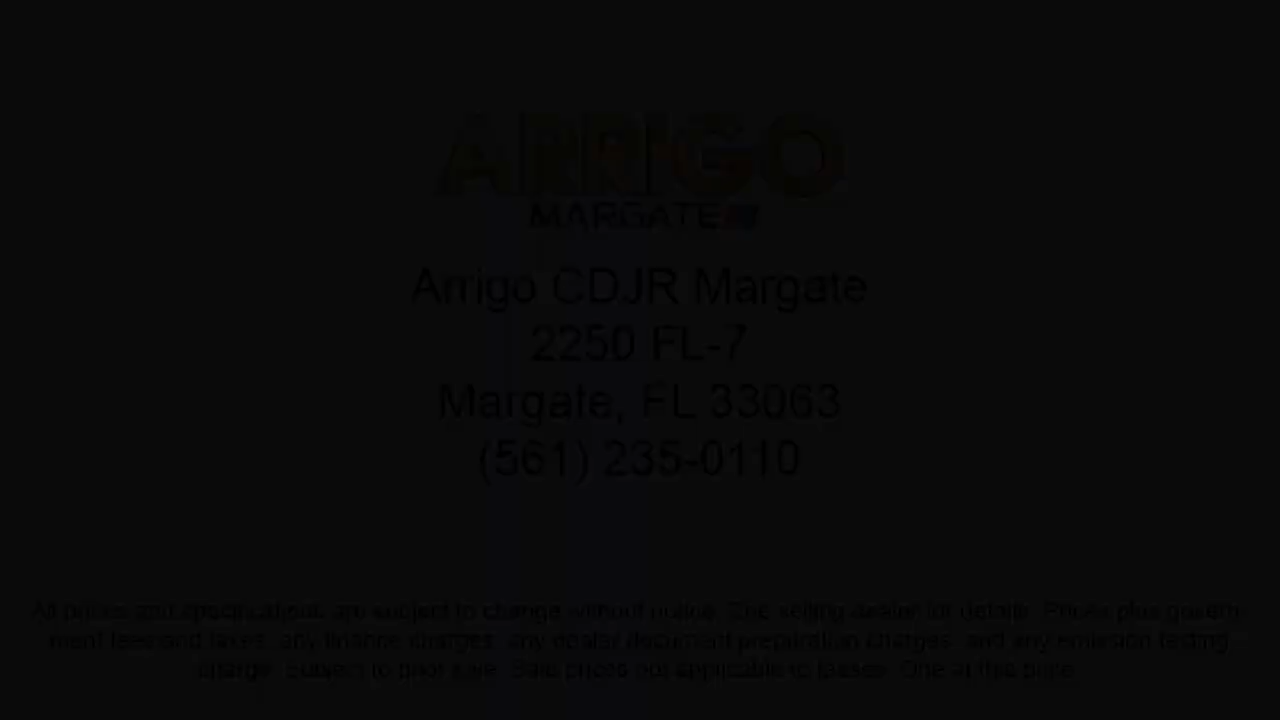 ARRIGO
MARGATE
Arrigo CDJR Margate
2250 FL-7
Margate, FL 33063
(561) 235-0110
All prices and specifications are subject to change without notice. See selling dealer for details. Prices plus govern-
ment fees and taxes, any finance charges, any dealer document preparation charges, and any emission testing
charge. Subject to prior sale. Sale prices not applicable to leases. One at this price.